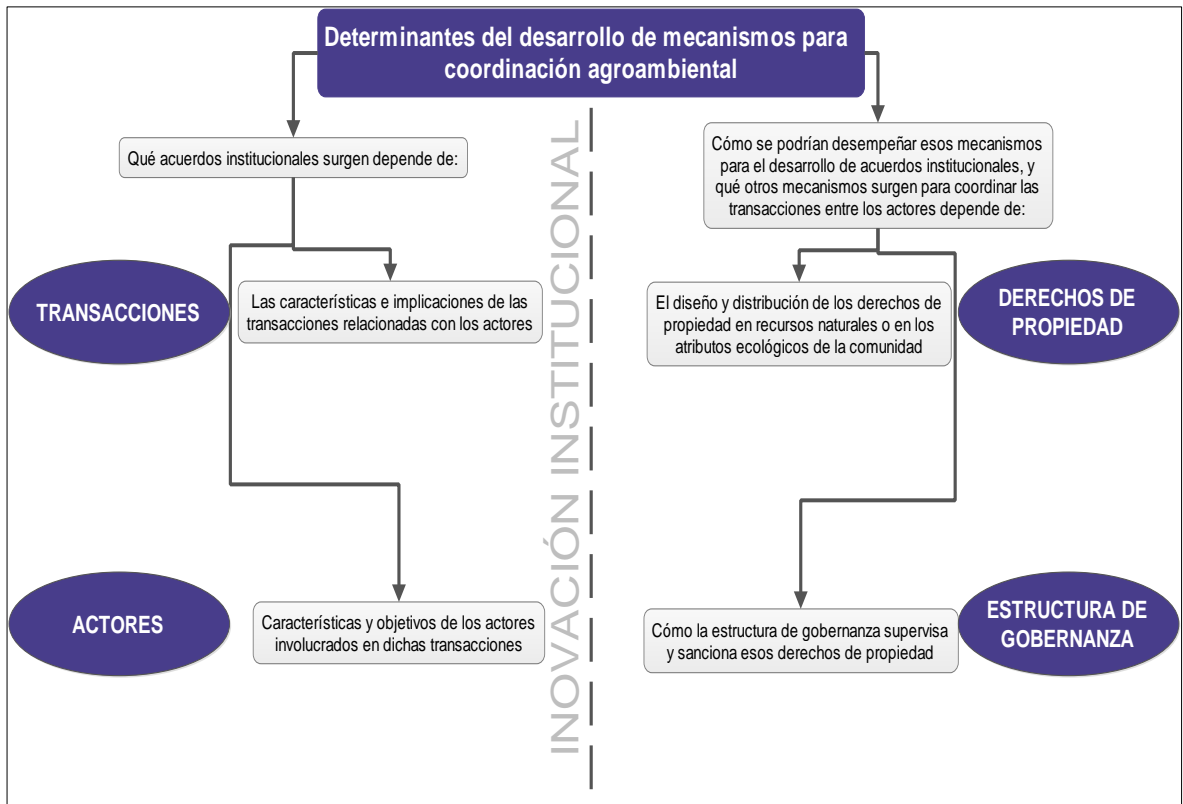 Determinantes del desarrollo de mecanismos para
coordinación agroambiental
Qué acuerdos institucionales surgen depende de:
Cómo se podrían desempeñar esos mecanismos
para el desarrollo de acuerdos institucionales, y
qué otros mecanismos surgen para coordinar las
transacciones entre los actores depende de:
TRANSACCIONES
Las características e implicaciones de las
transacciones relacionadas con los actores
INOVACIÓN INSTITUCIONAL
El diseño y distribución de los derechos de
propiedad en recursos naturales o en los
atributos ecológicos de la comunidad
DERECHOS DE
PROPIEDAD
ACTORES
Características y objetivos de los actores
involucrados en dichas transacciones
Cómo la estructura de gobernanza supervisa
y sanciona esos derechos de propiedad
ESTRUCTURA DE
GOBERNANZA